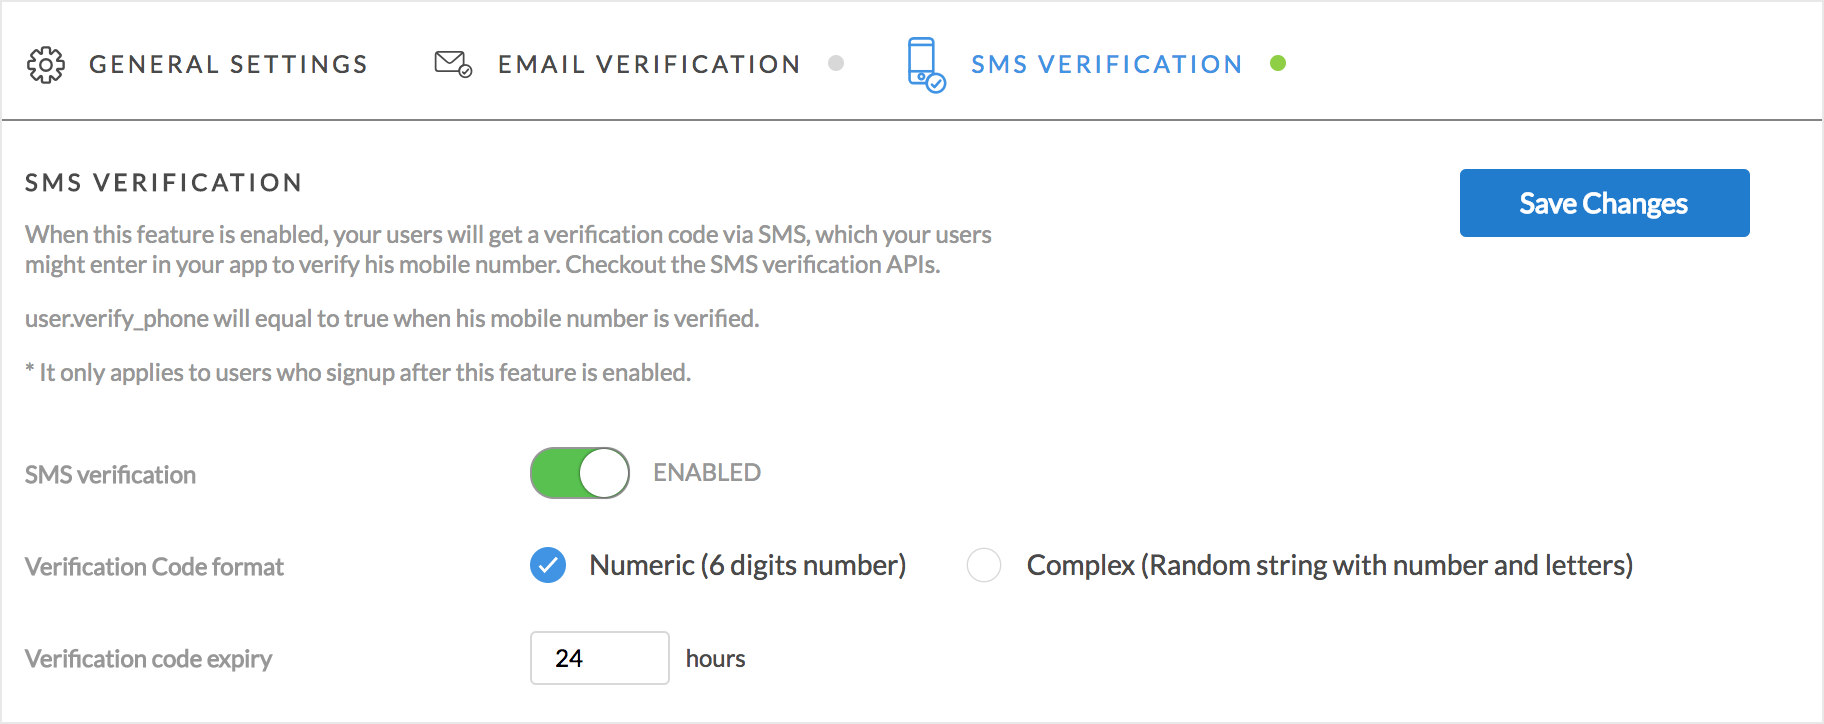 GENERAL SETTINGS
EMAIL VERIFICATION
SMS VERIFICATION
SMS VERIFICATION
Save Changes
When this feature is enabled, your users will get a verification code via SMS, which your users
might enter in your app to verify his mobile number. Checkout the SMS verification APIs.
user.verify_phone will equal to true when his mobile number is verified.
* It only applies to users who signup after this feature is enabled.
SMS verification
ENABLED
Verification Code format
Numeric (6 digits number)
Complex (Random string with number and letters)
Verification code expiry
24
hours